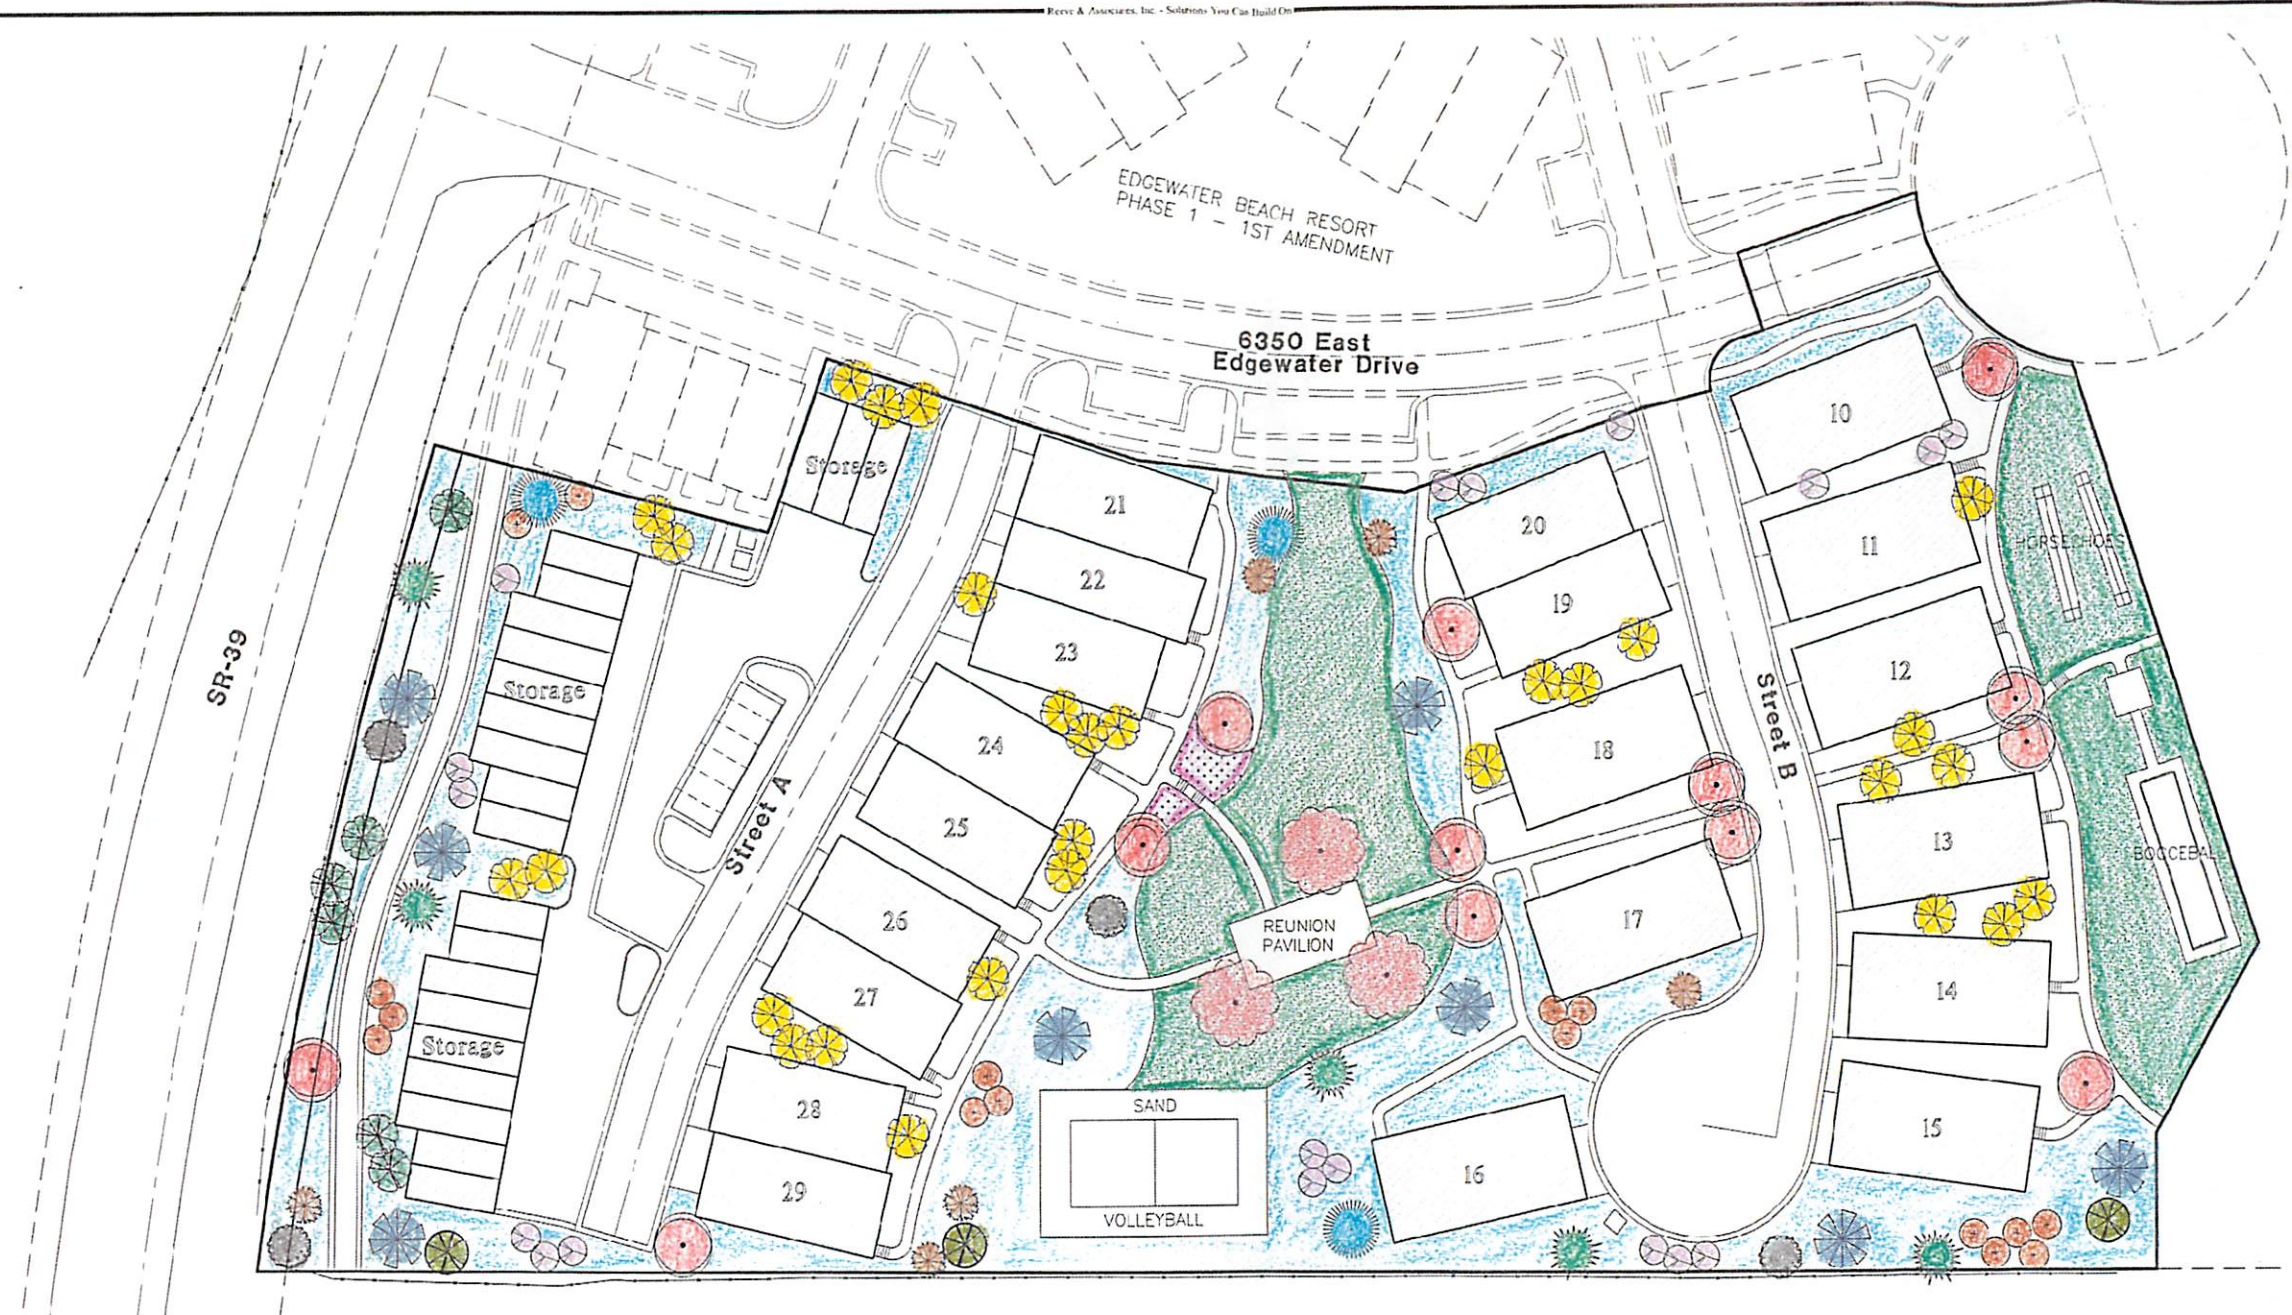 Reeve & Associates, Inc. - Solutions You Can Build On
EDGEWATER BEACH RESORT
PHASE 1 - 1ST AMENDMENT
6350 East
Edgewater Drive
SR-39
Storage
Storage
Storage
Street A
Street B
21
22
23
24
25
26
27
28
29
20
19
18
17
16
10
11
12
13
14
15
HORSESHOES
BOCCEBALL
REUNION
PAVILION
SAND
VOLLEYBALL